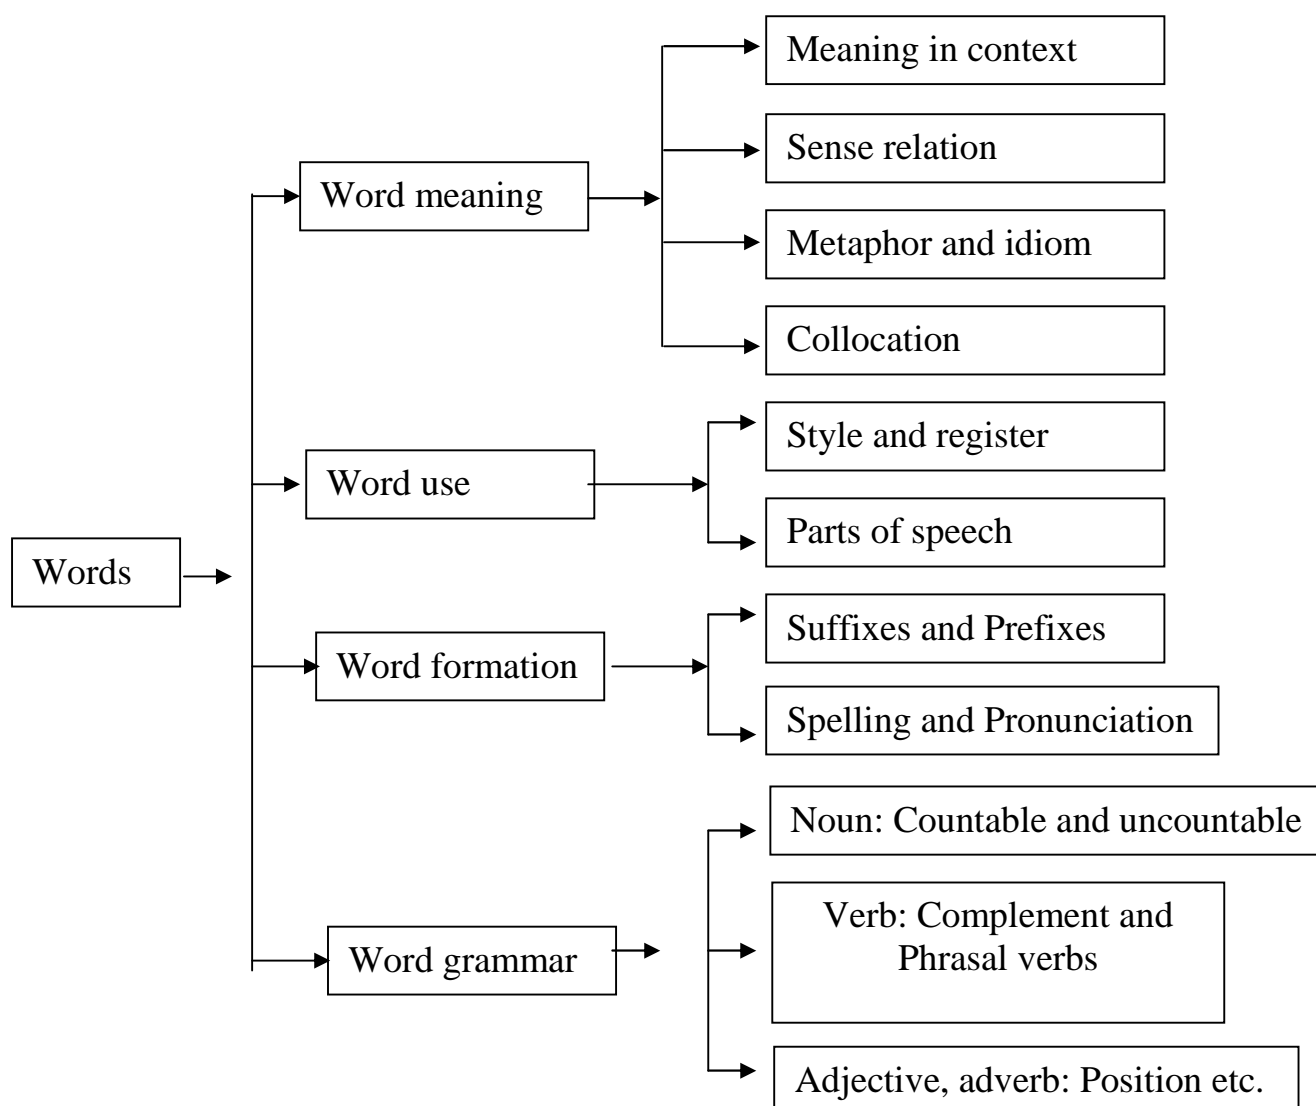 Words
Word meaning
Meaning in context
Sense relation
Metaphor and idiom
Collocation
Word use
Style and register
Parts of speech
Word formation
Suffixes and Prefixes
Spelling and Pronunciation
Word grammar
Noun: Countable and uncountable
Verb: Complement and
Phrasal verbs
Adjective, adverb: Position etc.